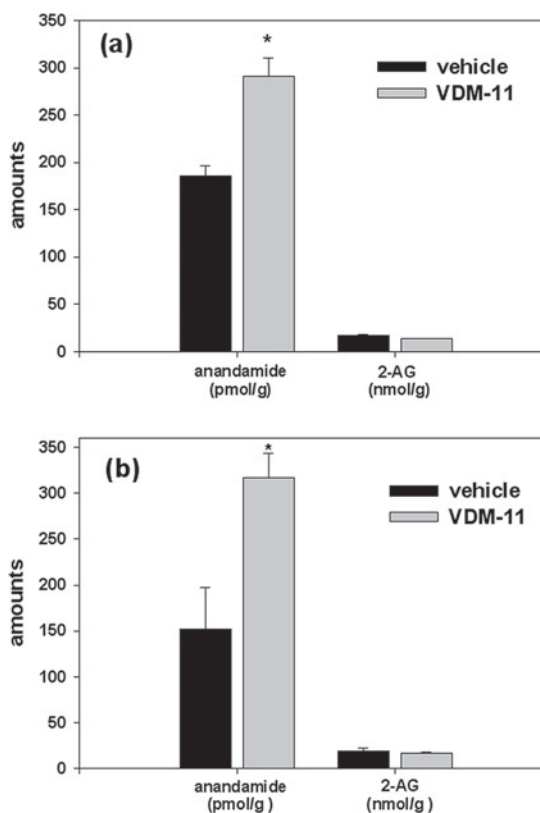 (a)
*
vehicle
VDM-11
amounts
350
300
250
200
150
100
50
0
anandamide
(pmol/g)
2-AG
(nmol/g)
(b)
*
vehicle
VDM-11
amounts
350
300
250
200
150
100
50
0
anandamide
(pmol/g )
2-AG
(nmol/g )